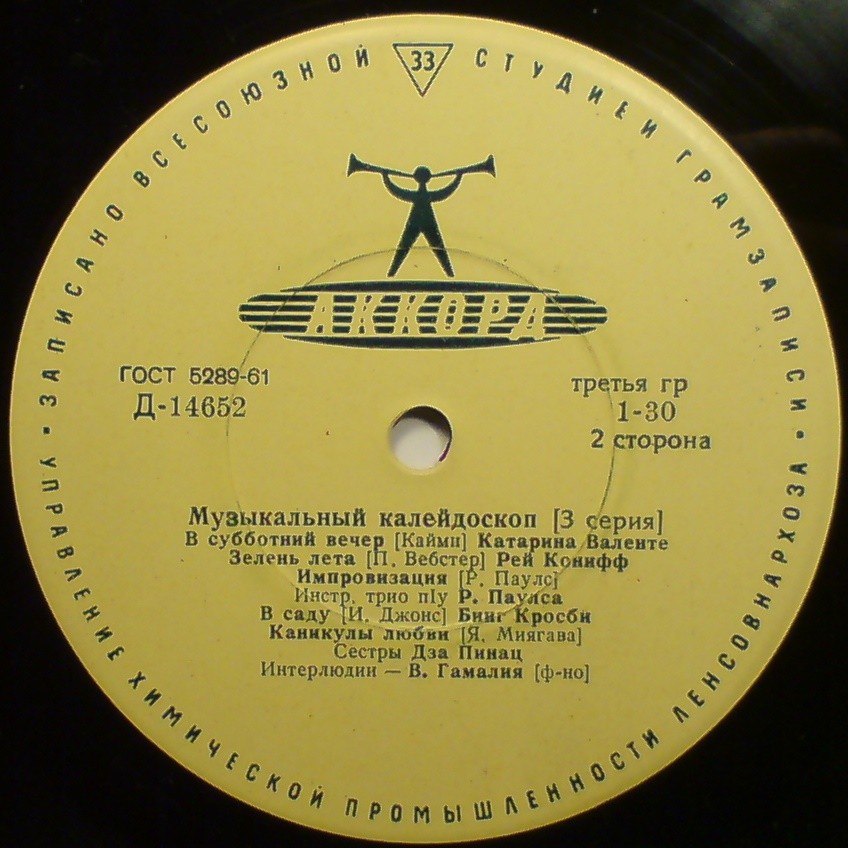 ЗАПИСАНО ВСЕСОЮЗНОЙ СТУДИЕЙ ГРАМЗАПИСИ
33
АККОРД
ГОСТ 5289-61
Д-14652
третья гр
1-30
2 сторона
Музыкальный калейдоскоп [3 серия]
В субботний вечер [Кайми] Катарина Валенте
Зелень лета [П. Вебстер] Рей Конифф
Импровизация [Р. Паулс]
Инстр. трио п/у Р. Паулса
В саду [И. Джонс] Бинг Кросби
Каникулы любви [Я. Миягава]
Сестры Дза Пинац
Интерлюдии — В. Гамалия [ф-но]
УПРАВЛЕНИЕ ХИМИЧЕСКОЙ ПРОМЫШЛЕННОСТИ ЛЕНСОВНАРХОЗА